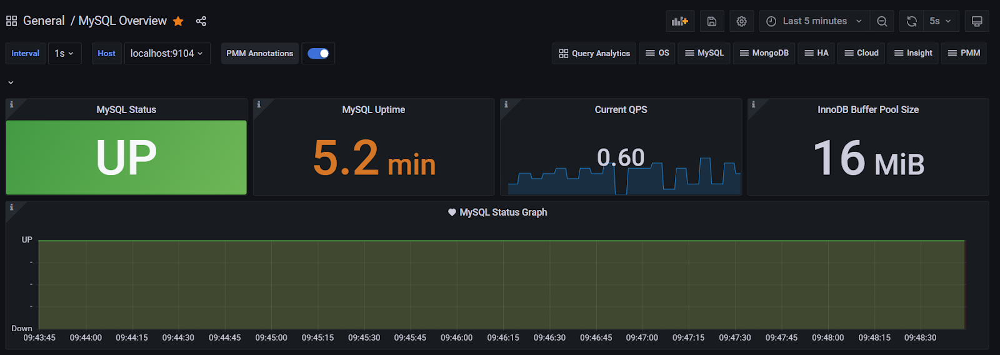 General / MySQL Overview
Last 5 minutes
5s
Interval 1s Host localhost:9104 PMM Annotations
Query Analytics OS MySQL MongoDB HA Cloud Insight PMM
MySQL Status
UP
MySQL Uptime
5.2 min
Current QPS
0.60
InnoDB Buffer Pool Size
16 MiB
MySQL Status Graph
UP
-
-
-
Down
09:43:45 09:44:00 09:44:15 09:44:30 09:44:45 09:45:00 09:45:15 09:45:30 09:45:45 09:46:00 09:46:15 09:46:30 09:46:45 09:47:00 09:47:15 09:47:30 09:47:45 09:48:00 09:48:15 09:48:30